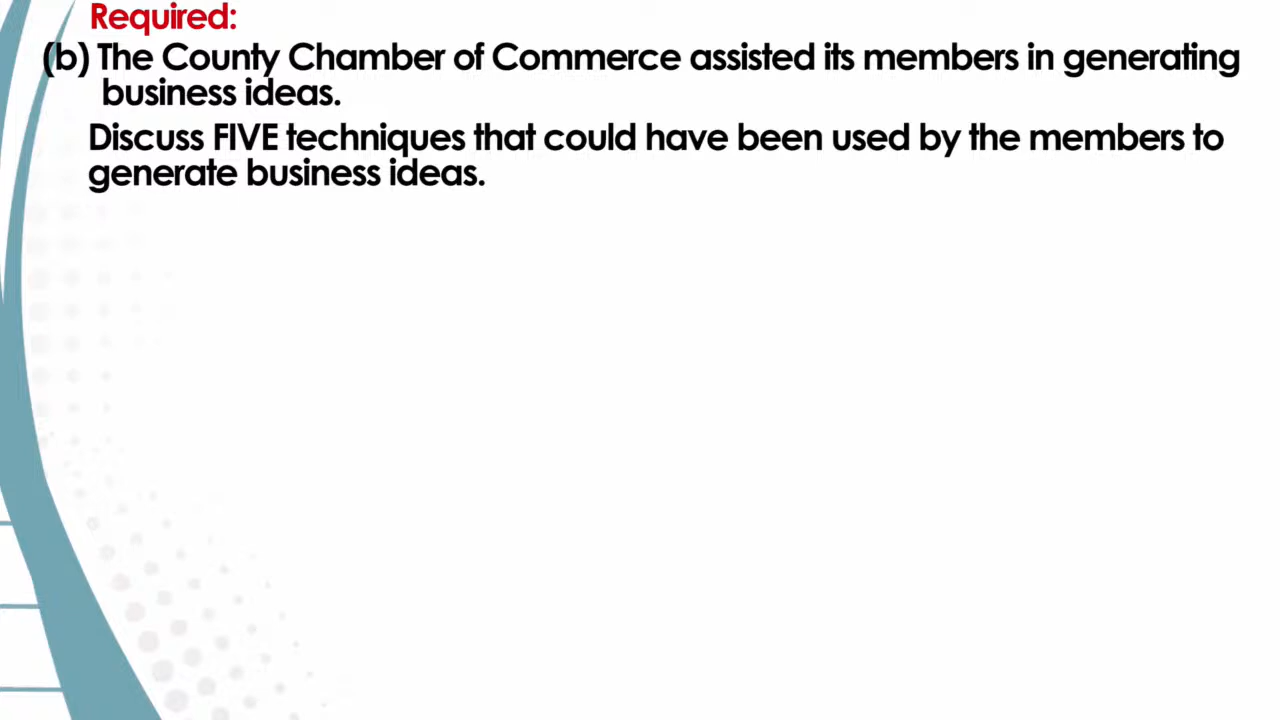 Required:
(b) The County Chamber of Commerce assisted its members in generating
business ideas.
Discuss FIVE techniques that could have been used by the members to
generate business ideas.